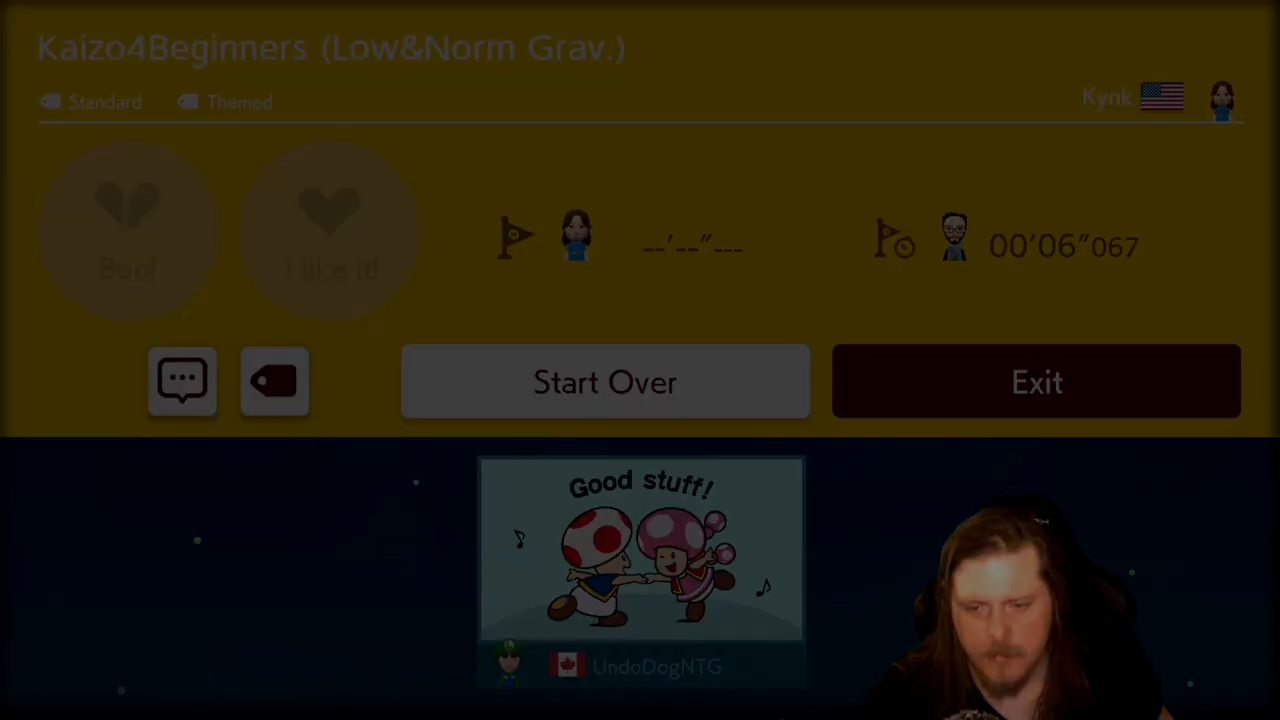 Kaizo4Beginners (Low&Norm Grav.)
Standard Themed
Kynk
Boo!
I like it!
--'--"---
00'06"067
Start Over
Exit
Good stuff!
UndoDogNTG